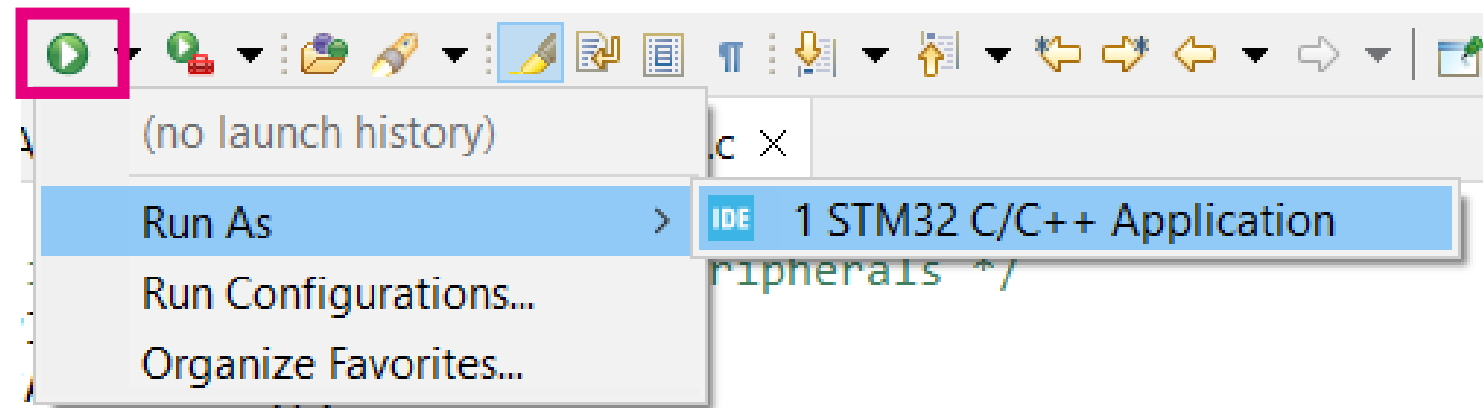 (no launch history)
.c
Run As
IDE 1 STM32 C/C++ Application
ripherals */
Run Configurations...
Organize Favorites...